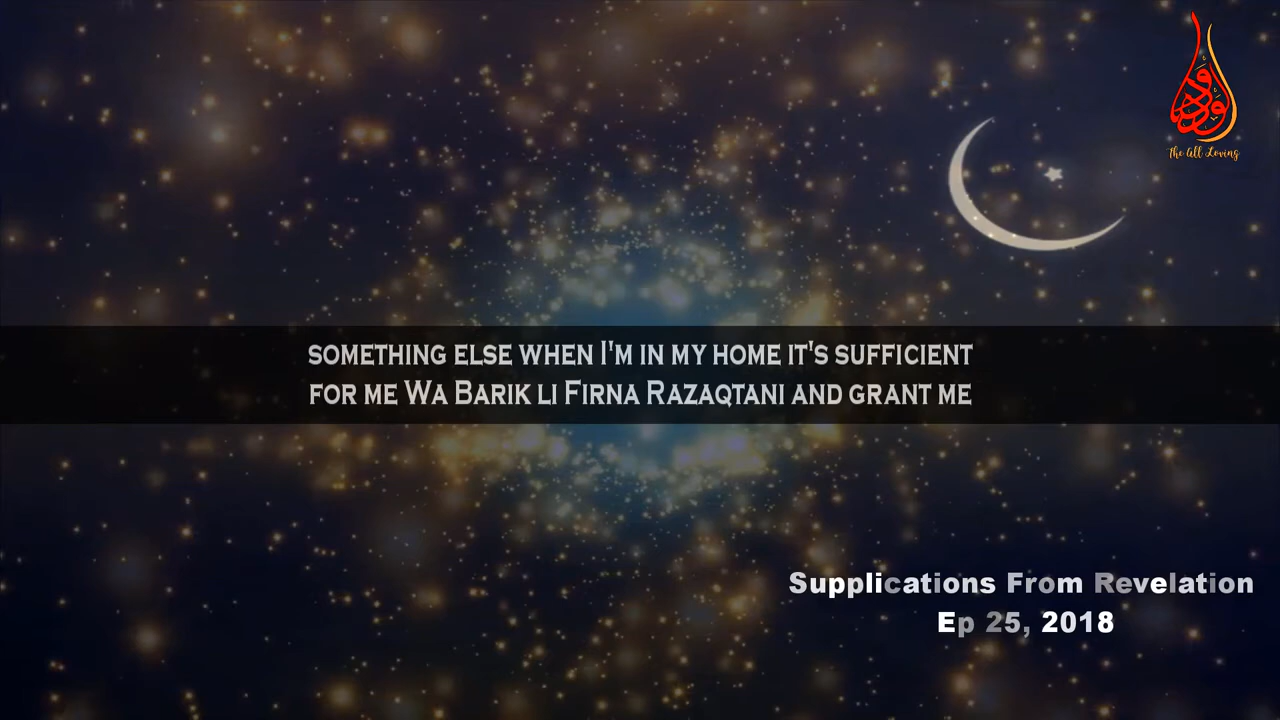 الودود
The All Loving
SOMETHING ELSE WHEN I'M IN MY HOME IT'S SUFFICIENT
FOR ME WA BARIK LI FIRNA RAZAQTANI AND GRANT ME
Supplications From Revelation
Ep 25, 2018